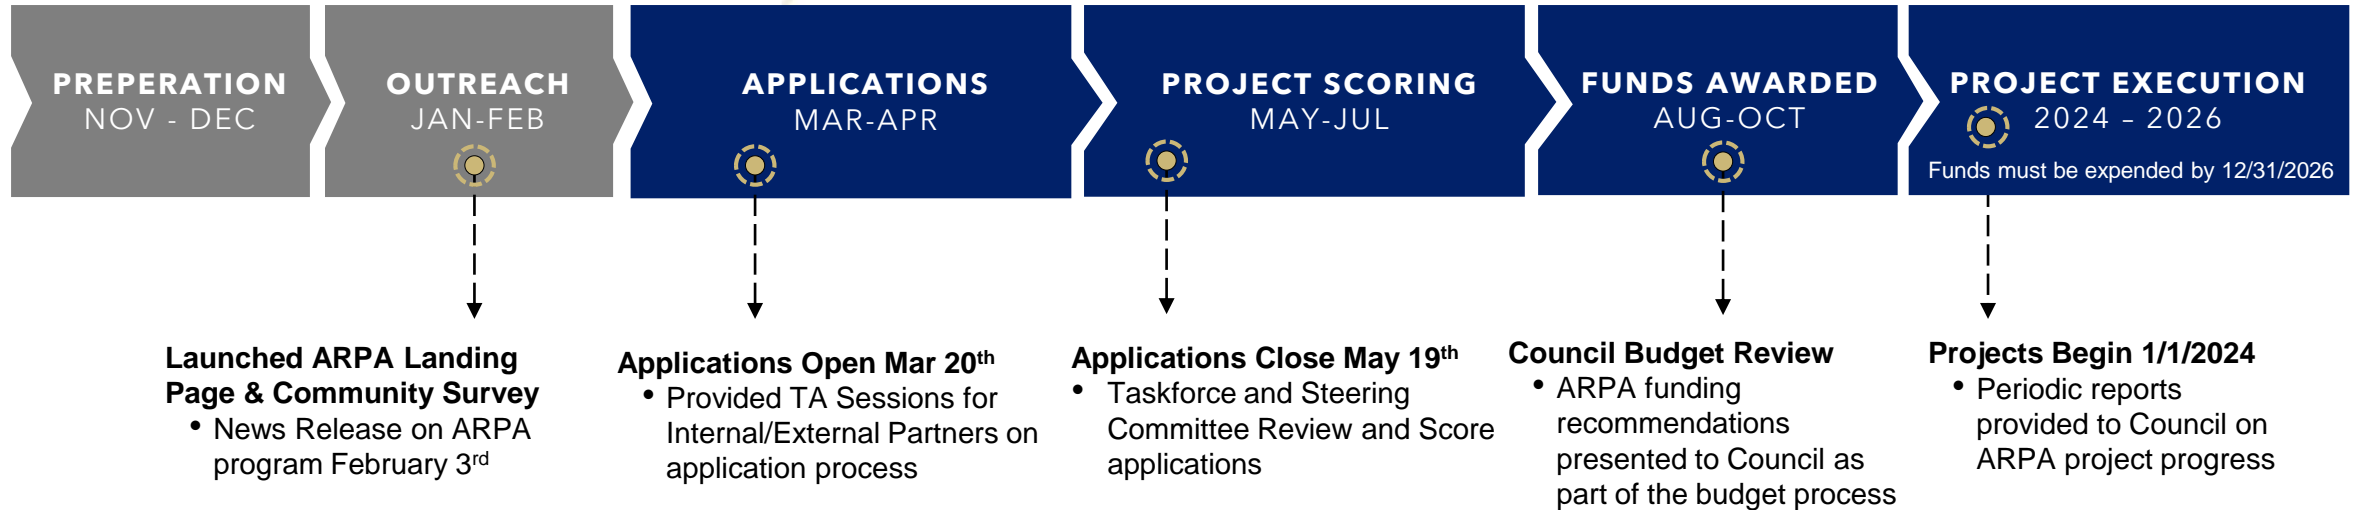 PREPERATION
NOV - DEC
OUTREACH
JAN-FEB
APPLICATIONS
MAR-APR
PROJECT SCORING
MAY-JUL
FUNDS AWARDED
AUG-OCT
PROJECT EXECUTION
2024 – 2026
Funds must be expended by 12/31/2026
Launched ARPA Landing
Page & Community Survey
• News Release on ARPA
program February 3rd
Applications Open Mar 20th
• Provided TA Sessions for
Internal/External Partners on
application process
Applications Close May 19th
• Taskforce and Steering
Committee Review and Score
applications
Council Budget Review
• ARPA funding
recommendations
presented to Council as
part of the budget process
Projects Begin 1/1/2024
• Periodic reports
provided to Council on
ARPA project progress